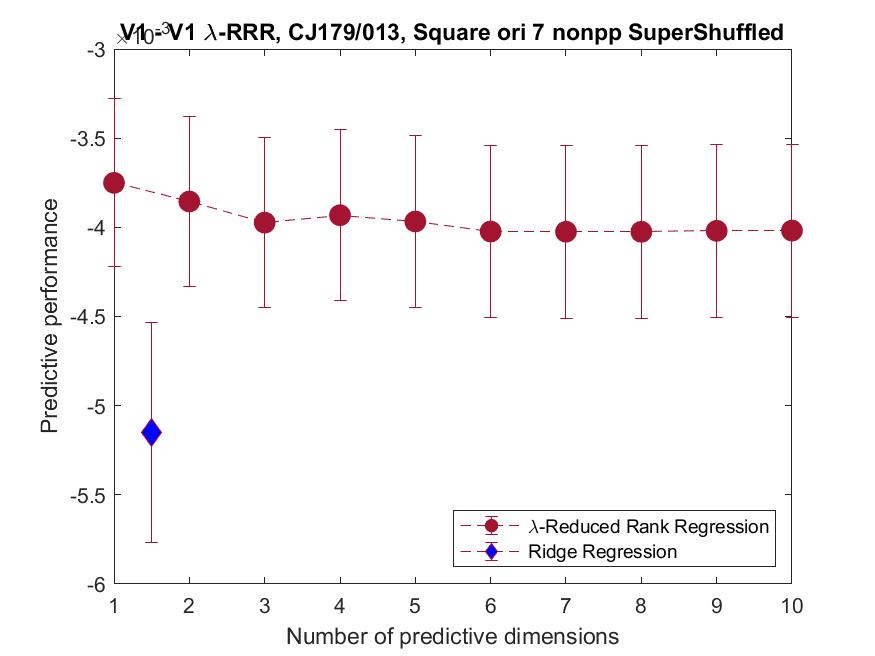 V1 - V1 λ-RRR, CJ179/013, Square ori 7 nonpp SuperShuffled
×10-3
-3
-3.5
-4
-4.5
-5
-5.5
-6
Predictive performance
λ-Reduced Rank Regression
Ridge Regression
1 2 3 4 5 6 7 8 9 10
Number of predictive dimensions